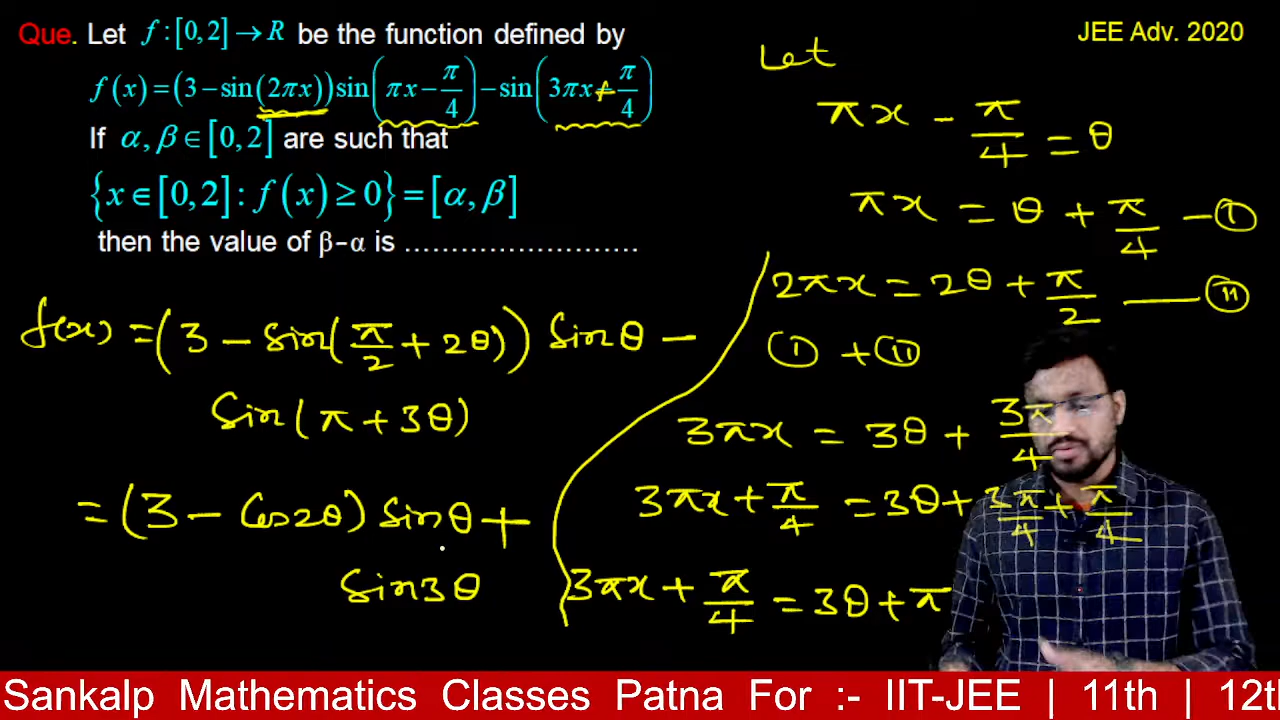 Que. Let f : [0,2] → R be the function defined by
f(x) = (3 − sin(2πx)) sin(πx − π/4) − sin(3πx + π/4)
If α, β ∈ [0,2] are such that
{x ∈ [0,2] : f(x) ≥ 0} = [α, β]
then the value of β-α is ..........................
f(x) = (3 − sin(π/2 + 2θ)) sinθ −
sin(π + 3θ)
= (3 − cos2θ) sinθ +
sin3θ
JEE Adv. 2020
Let
πx − π/4 = θ
πx = θ + π/4 — (I)
2πx = 2θ + π/2 — (II)
(I) + (II)
3πx = 3θ + 3π/4
3πx + π/4 = 3θ + 3π/4 + π/4
3πx + π/4 = 3θ + π
Sankalp Mathematics Classes Patna For :- IIT-JEE | 11th | 12th